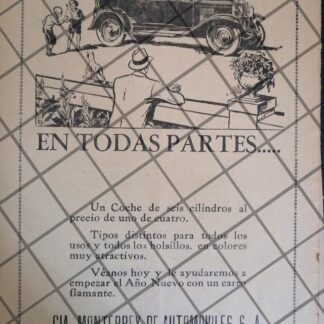 EN TODAS PARTES.....
Un Coche de seis cilindros al
precio de uno de cuatro.
Tipos distintos para todos los
usos y todos los bolsillos, en colores
muy atractivos.
Véanos hoy y le ayudaremos a
empezar el Año Nuevo con un carro
flamante.
CIA. MONTERREY DE AUTOMOVILES S. A.